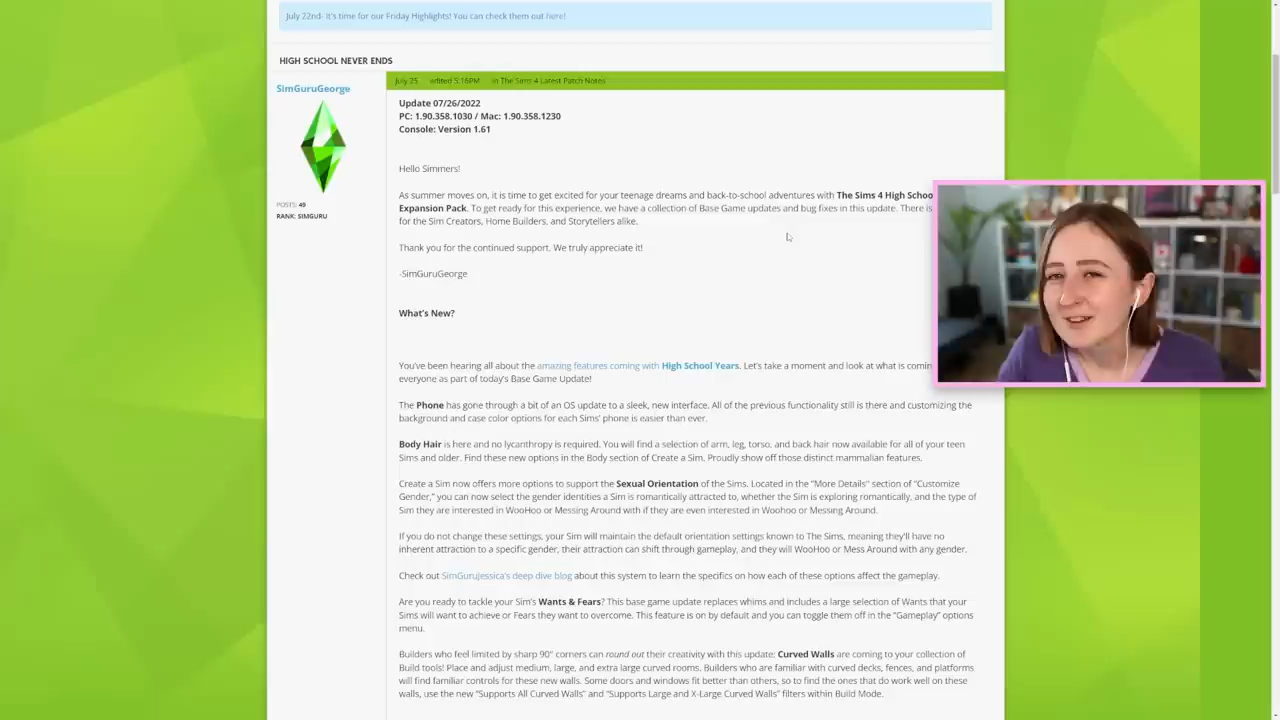 July 22nd- It's time for our Friday Highlights! You can check them out here!
HIGH SCHOOL NEVER ENDS
SimGuruGeorge
July 25 edited 5:16PM in The Sims 4 Latest Patch Notes
POSTS: 49
RANK: SIMGURU
Update 07/26/2022
PC: 1.90.358.1030 / Mac: 1.90.358.1230
Console: Version 1.61
Hello Simmers!
As summer moves on, it is time to get excited for your teenage dreams and back-to-school adventures with The Sims 4 High Schoo
Expansion Pack. To get ready for this experience, we have a collection of Base Game updates and bug fixes in this update. There is
for the Sim Creators, Home Builders, and Storytellers alike.
Thank you for the continued support. We truly appreciate it!
-SimGuruGeorge
What's New?
You've been hearing all about the amazing features coming with High School Years. Let's take a moment and look at what is comin
everyone as part of today's Base Game Update!
The Phone has gone through a bit of an OS update to a sleek, new interface. All of the previous functionality still is there and customizing the
background and case color options for each Sims' phone is easier than ever.
Body Hair is here and no lycanthropy is required. You will find a selection of arm, leg, torso, and back hair now available for all of your teen
Sims and older. Find these new options in the Body section of Create a Sim. Proudly show off those distinct mammalian features.
Create a Sim now offers more options to support the Sexual Orientation of the Sims. Located in the "More Details" section of "Customize
Gender," you can now select the gender identities a Sim is romantically attracted to, whether the Sim is exploring romantically, and the type of
Sim they are interested in WooHoo or Messing Around with if they are even interested in Woohoo or Messing Around.
If you do not change these settings, your Sim will maintain the default orientation settings known to The Sims, meaning they'll have no
inherent attraction to a specific gender, their attraction can shift through gameplay, and they will WooHoo or Mess Around with any gender.
Check out SimGuruJessica's deep dive blog about this system to learn the specifics on how each of these options affect the gameplay.
Are you ready to tackle your Sim's Wants & Fears? This base game update replaces whims and includes a large selection of Wants that your
Sims will want to achieve or Fears they want to overcome. This feature is on by default and you can toggle them off in the "Gameplay" options
menu.
Builders who feel limited by sharp 90° corners can round out their creativity with this update: Curved Walls are coming to your collection of
Build tools! Place and adjust medium, large, and extra large curved rooms. Builders who are familiar with curved decks, fences, and platforms
will find familiar controls for these new walls. Some doors and windows fit better than others, so to find the ones that do work well on these
walls, use the new "Supports All Curved Walls" and "Supports Large and X-Large Curved Walls" filters within Build Mode.